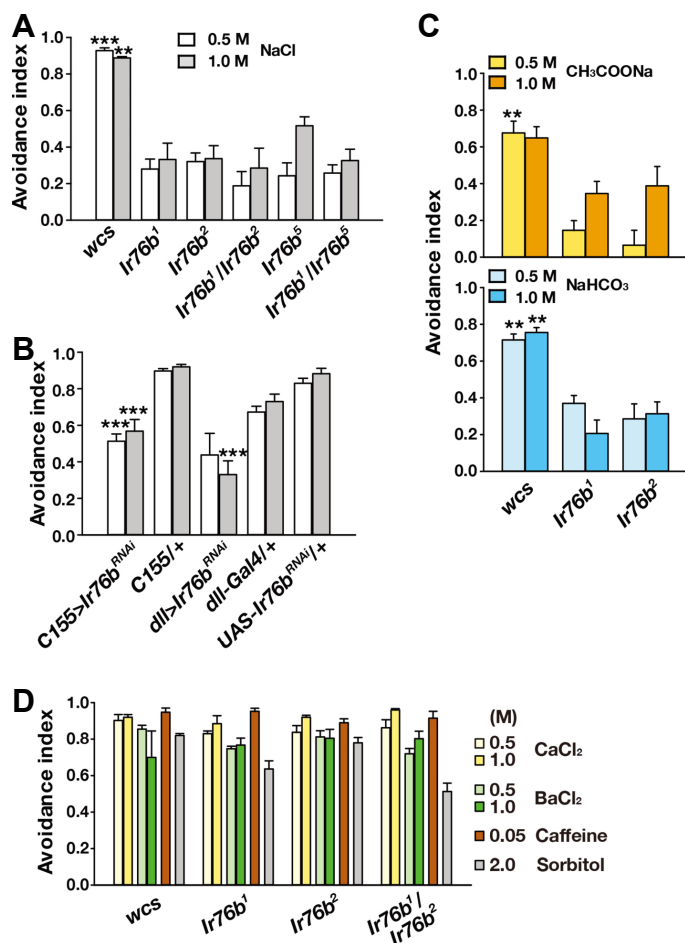 A
Avoidance index
1.0
0.8
0.6
0.4
0.2
0.0
*** **
0.5 M
1.0 M
NaCl
wcs
Ir76b¹
Ir76b²
Ir76b¹/Ir76b²
Ir76b⁵
Ir76b¹/Ir76b⁵
B
Avoidance index
1.0
0.8
0.6
0.4
0.2
0.0
*** *** ***
C155>Ir76b^RNAi
C155/+
dll>Ir76b^RNAi
dll-Gal4/+
UAS-Ir76b^RNAi/+
C
0.5 M
1.0 M
CH₃COONa
Avoidance index
1.0
0.8
0.6
0.4
0.2
0.0
**
0.5 M
1.0 M
NaHCO₃
1.0
0.8
0.6
0.4
0.2
0.0
** **
wcs
Ir76b¹
Ir76b²
D
Avoidance index
1.0
0.8
0.6
0.4
0.2
0.0
wcs
Ir76b¹
Ir76b²
Ir76b¹/
Ir76b²
(M)
0.5
1.0
CaCl₂
0.5
1.0
BaCl₂
0.05 Caffeine
2.0 Sorbitol